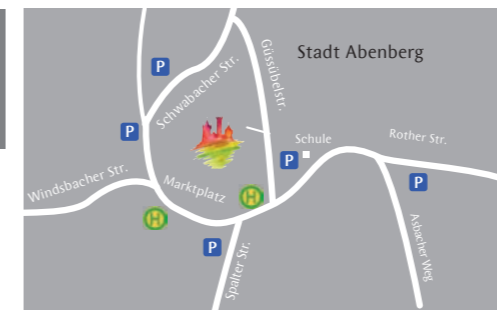 Stadt Abenberg
P
Schwabacher Str.
Güssübelstr.
P
Schule
Rother Str.
P
P
Windsbacher Str.
Marktplatz
H
H
P
Spalter Str.
Asbacher Weg